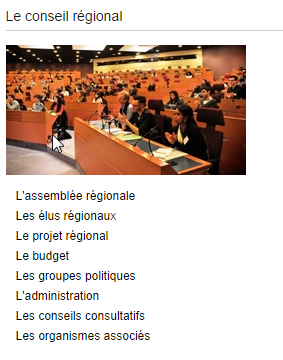 Le conseil régional
L'assemblée régionale
Les élus régionaux
Le projet régional
Le budget
Les groupes politiques
L'administration
Les conseils consultatifs
Les organismes associés